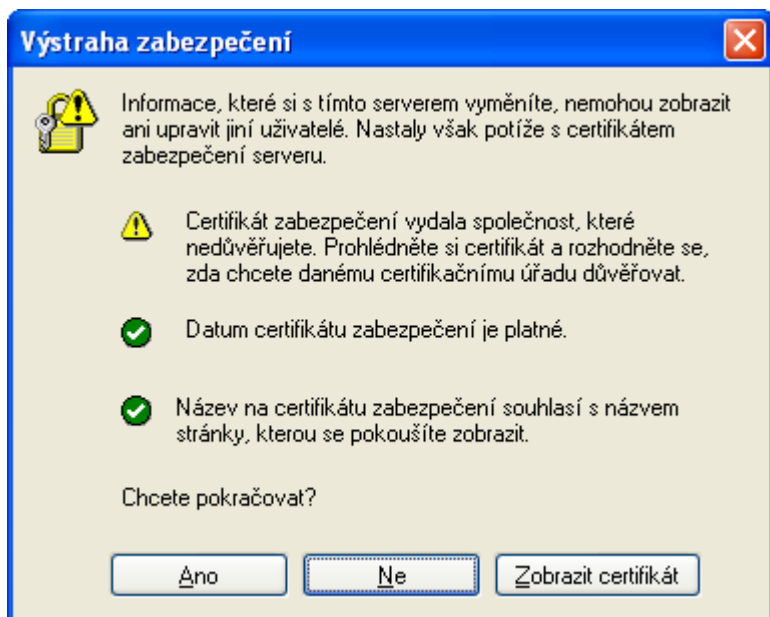 Výstraha zabezpečení
Informace, které si s tímto serverem vyměníte, nemohou zobrazit
ani upravit jiní uživatelé. Nastaly však potíže s certifikátem
zabezpečení serveru.
Certifikát zabezpečení vydala společnost, které
nedůvěřujete. Prohlédněte si certifikát a rozhodněte se,
zda chcete danému certifikačnímu úřadu důvěřovat.
Datum certifikátu zabezpečení je platné.
Název na certifikátu zabezpečení souhlasí s názvem
stránky, kterou se pokoušíte zobrazit.
Chcete pokračovat?
Ano
Ne
Zobrazit certifikát